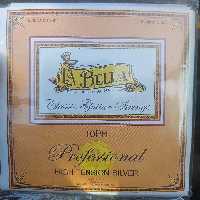 LA BELLA
Classic Guitar Strings
10PH
Professional
HIGH TENSION SILVER